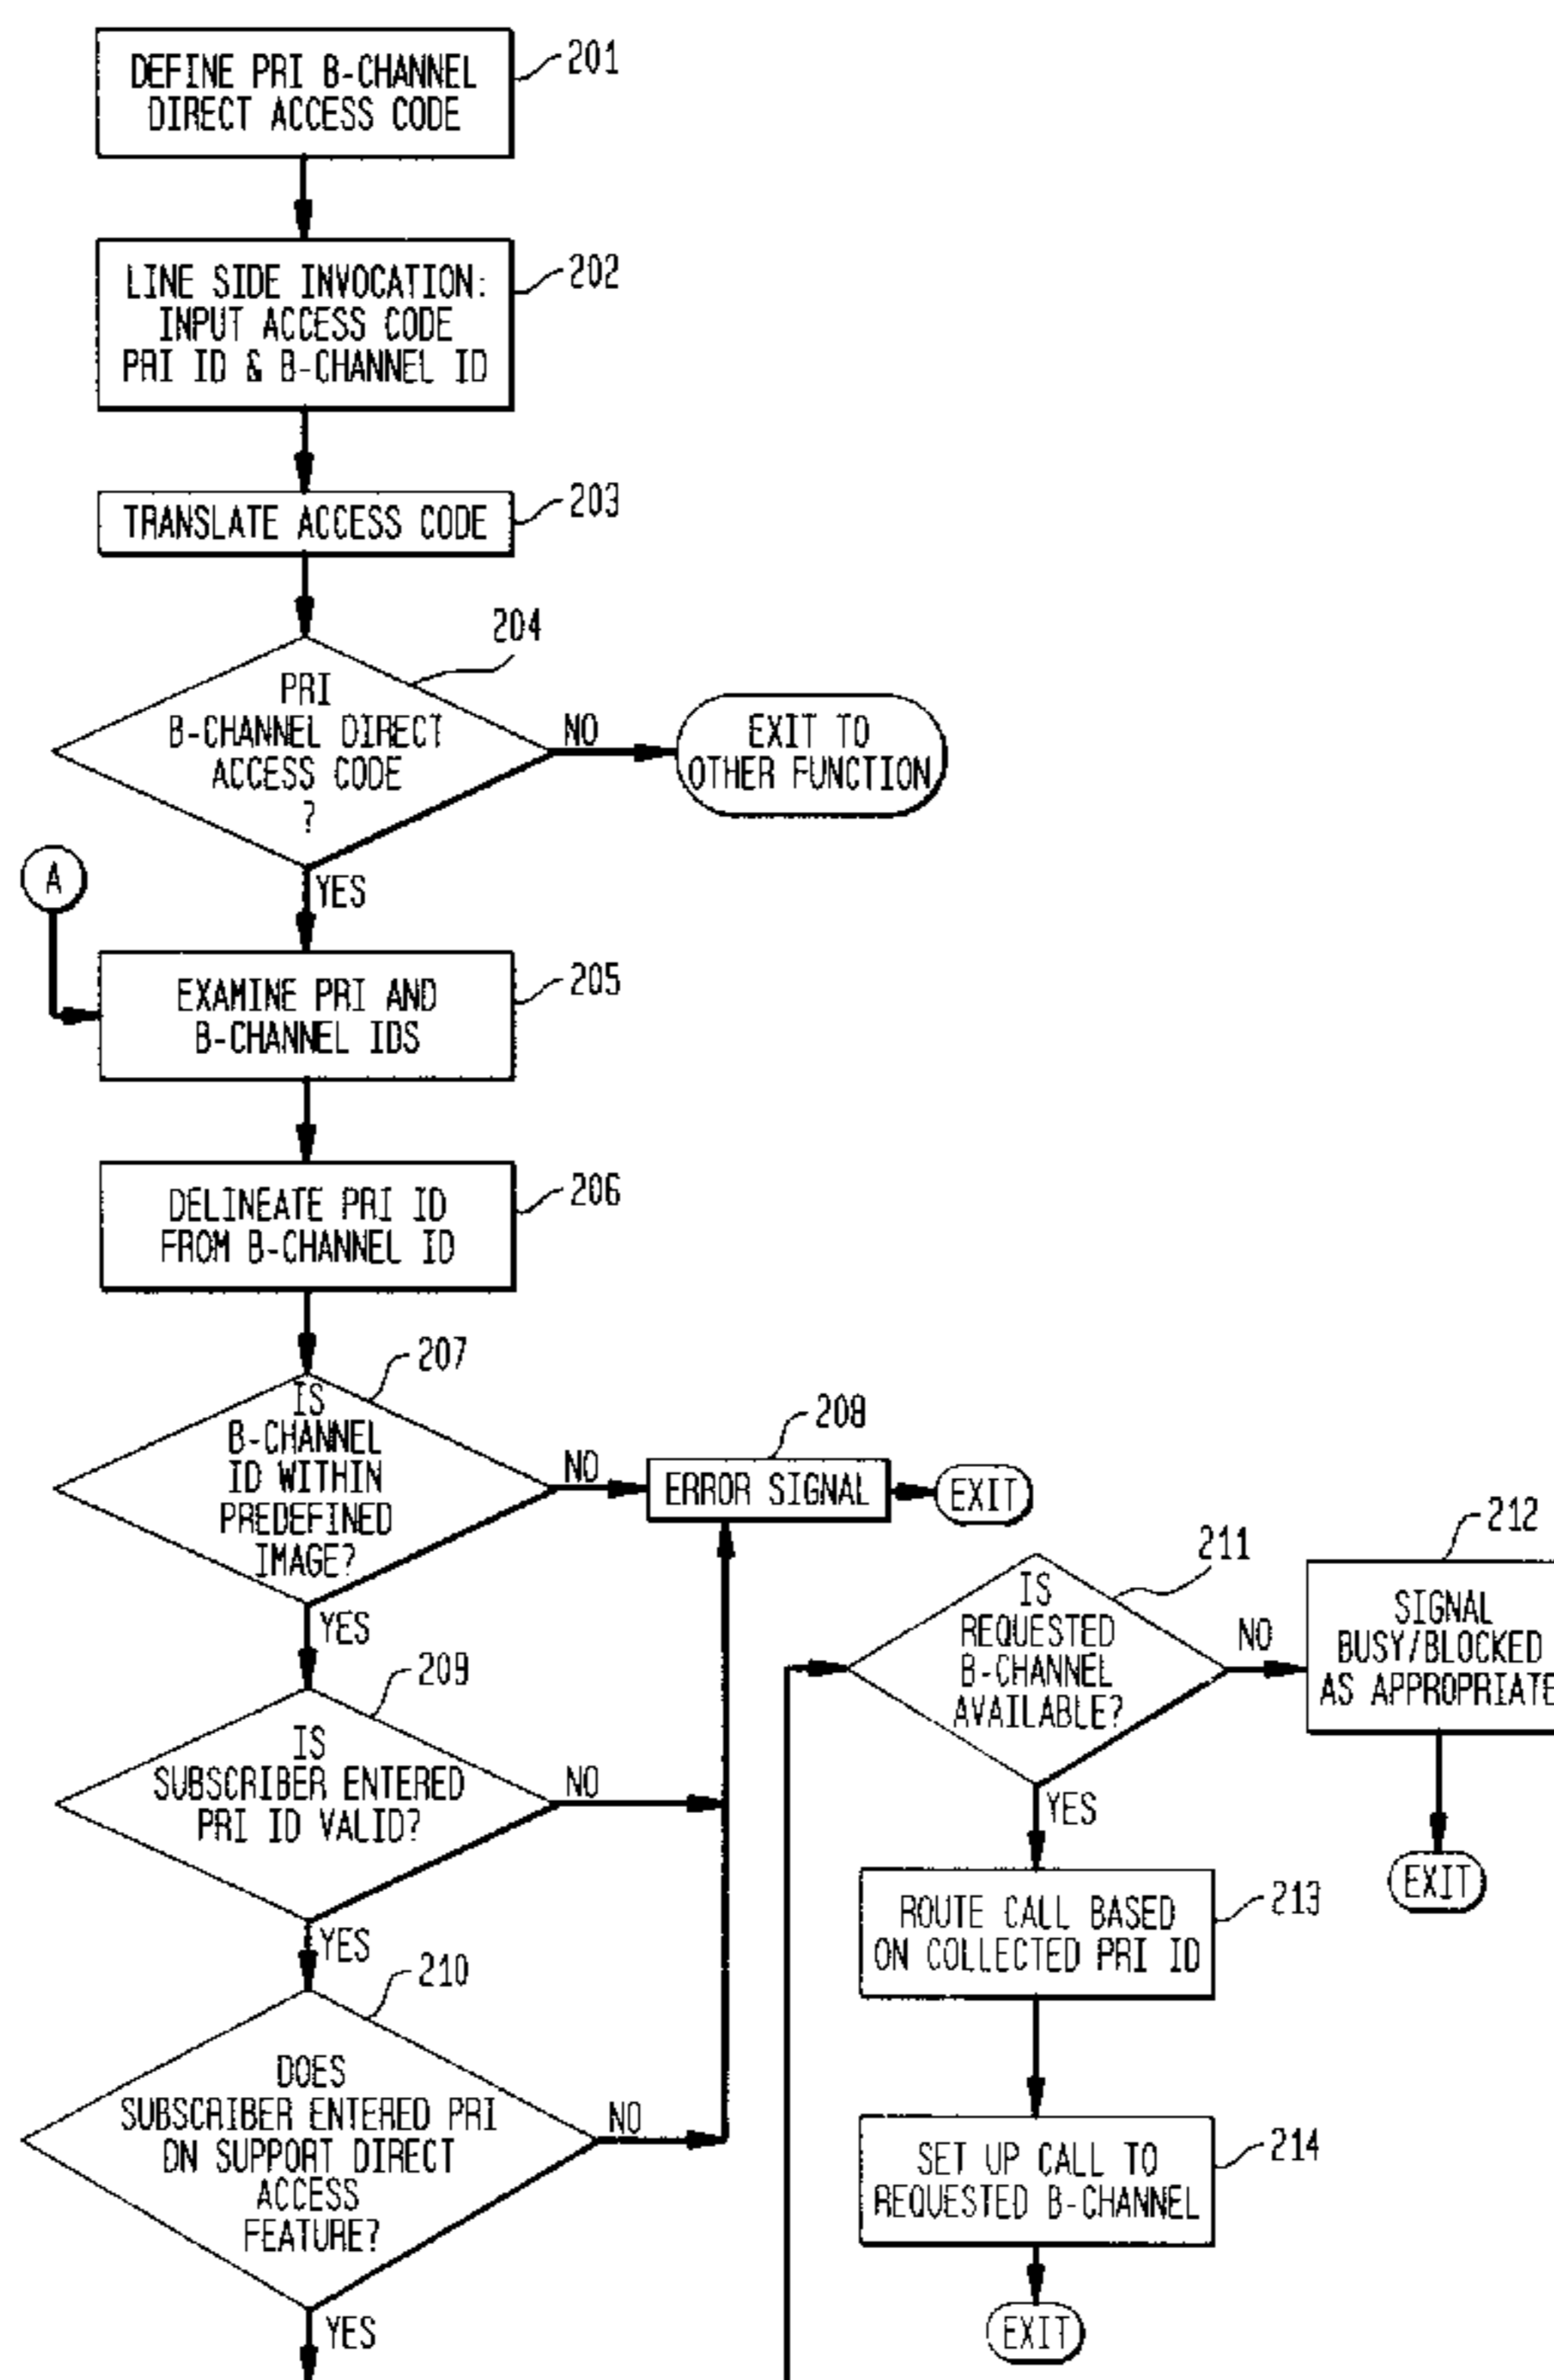 DEFINE PRI B-CHANNEL
DIRECT ACCESS CODE
201
LINE SIDE INVOCATION:
INPUT ACCESS CODE
PRI ID & B-CHANNEL ID
202
TRANSLATE ACCESS CODE
203
204
PRI
B-CHANNEL DIRECT
ACCESS CODE
?
NO
EXIT TO
OTHER FUNCTION
YES
A
EXAMINE PRI AND
B-CHANNEL IDS
205
DELINEATE PRI ID
FROM B-CHANNEL ID
206
207
IS
B-CHANNEL
ID WITHIN
PREDEFINED
IMAGE?
NO
208
ERROR SIGNAL
EXIT
YES
209
IS
SUBSCRIBER ENTERED
PRI ID VALID?
NO
YES
210
DOES
SUBSCRIBER ENTERED PRI
DN SUPPORT DIRECT
ACCESS
FEATURE?
NO
YES
211
IS
REQUESTED
B-CHANNEL
AVAILABLE?
NO
212
SIGNAL
BUSY/BLOCKED
AS APPROPRIATE
EXIT
YES
ROUTE CALL BASED
ON COLLECTED PRI ID
213
SET UP CALL TO
REQUESTED B-CHANNEL
214
EXIT